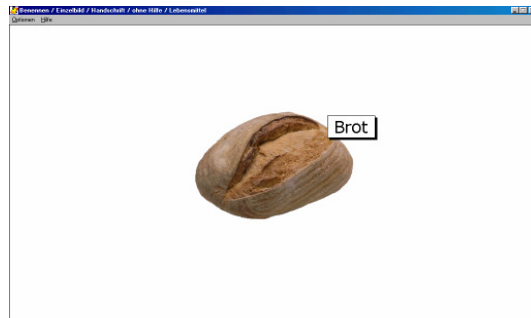 Benennen / Einzelbild / Handschrift / ohne Hilfe / Lebensmittel
Optionen Hilfe
Brot